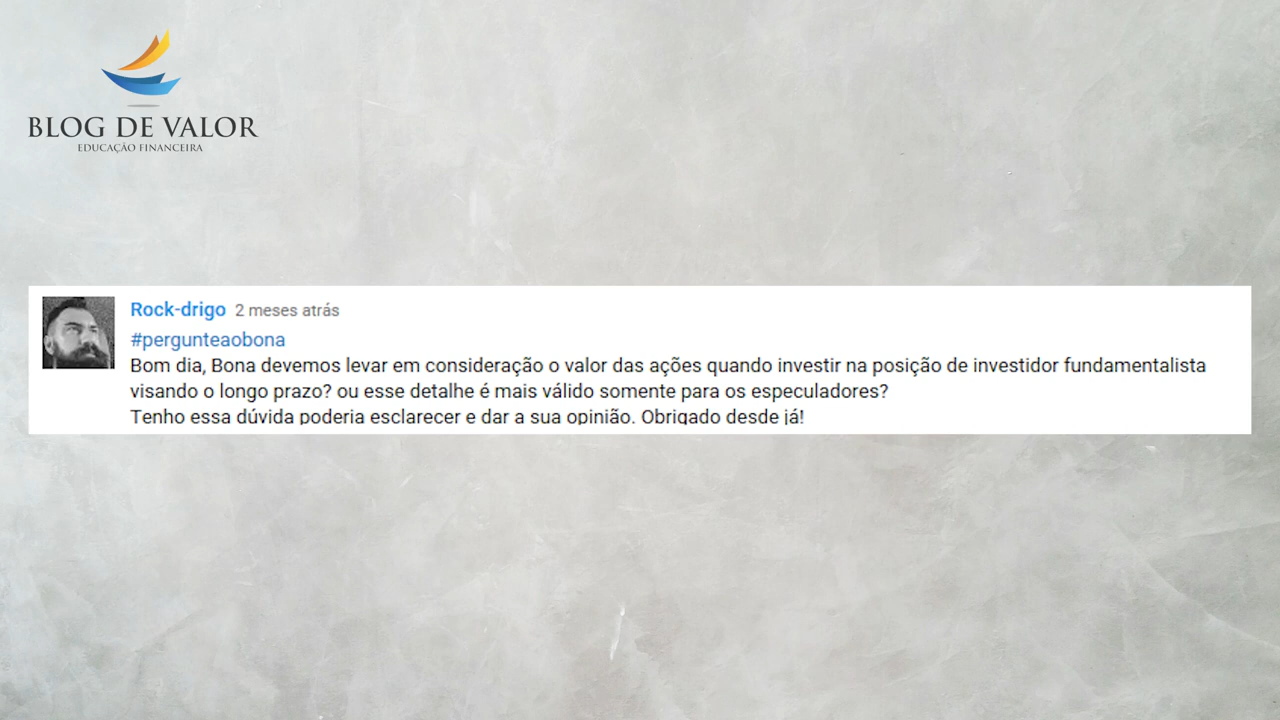 BLOG DE VALOR
EDUCAÇÃO FINANCEIRA
Rock-drigo 2 meses atrás
#pergunteaobona
Bom dia, Bona devemos levar em consideração o valor das ações quando investir na posição de investidor fundamentalista
visando o longo prazo? ou esse detalhe é mais válido somente para os especuladores?
Tenho essa dúvida poderia esclarecer e dar a sua opinião. Obrigado desde já!